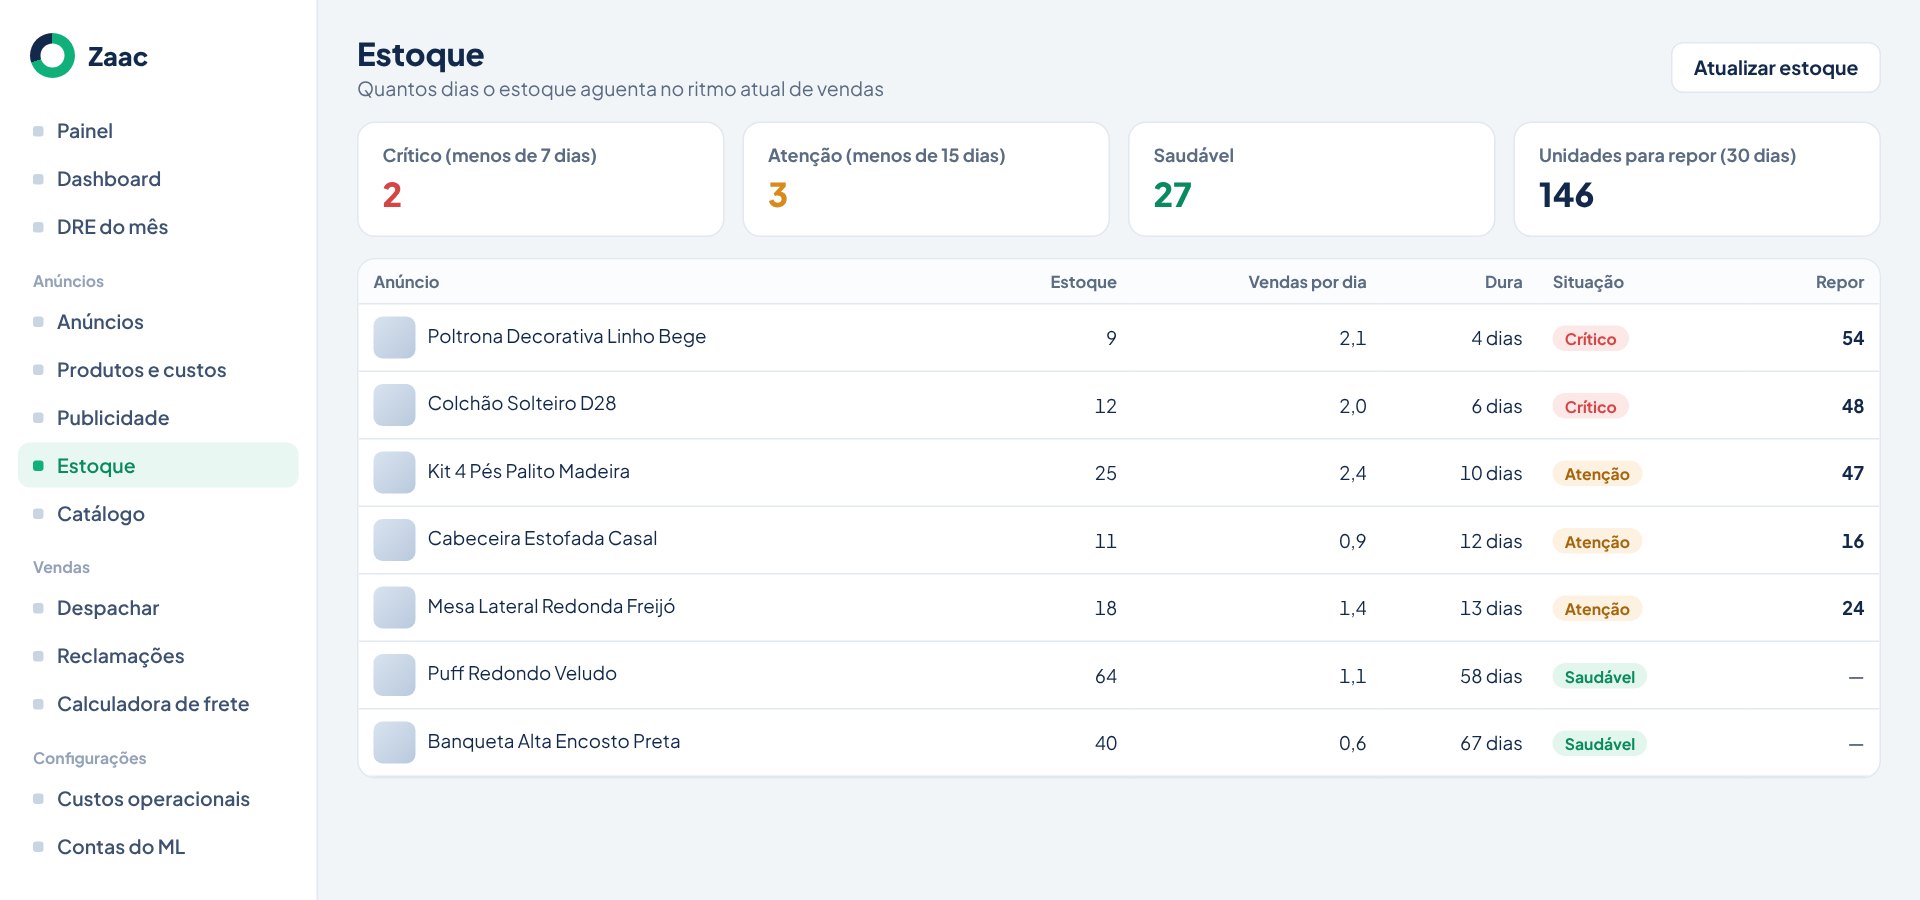 Zaac
Painel
Dashboard
DRE do mês
Anúncios
Anúncios
Produtos e custos
Publicidade
Estoque
Catálogo
Vendas
Despachar
Reclamações
Calculadora de frete
Configurações
Custos operacionais
Contas do ML
Estoque
Quantos dias o estoque aguenta no ritmo atual de vendas
Atualizar estoque
Crítico (menos de 7 dias)
2
Atenção (menos de 15 dias)
3
Saudável
27
Unidades para repor (30 dias)
146
Anúncio Estoque Vendas por dia Dura Situação Repor
Poltrona Decorativa Linho Bege 9 2,1 4 dias Crítico 54
Colchão Solteiro D28 12 2,0 6 dias Crítico 48
Kit 4 Pés Palito Madeira 25 2,4 10 dias Atenção 47
Cabeceira Estofada Casal 11 0,9 12 dias Atenção 16
Mesa Lateral Redonda Freijó 18 1,4 13 dias Atenção 24
Puff Redondo Veludo 64 1,1 58 dias Saudável —
Banqueta Alta Encosto Preta 40 0,6 67 dias Saudável —